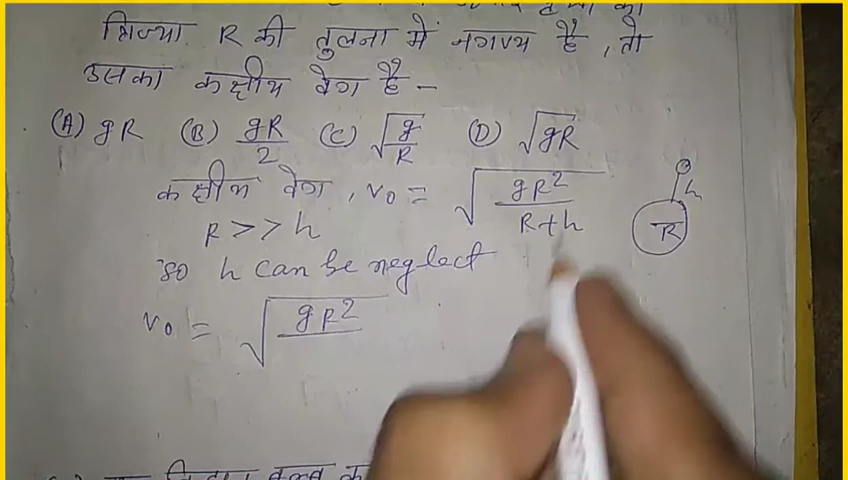 त्रिज्या R की तुलना में नगण्य है, तो
उसका कक्षीय वेग है -
(A) gR (B) gR/2 (C) √(g/R) (D) √gR
कक्षीय वेग, v₀ = √(gR²/(R+h))
h
R
R >> h
so h can be neglect
v₀ = √(gR²